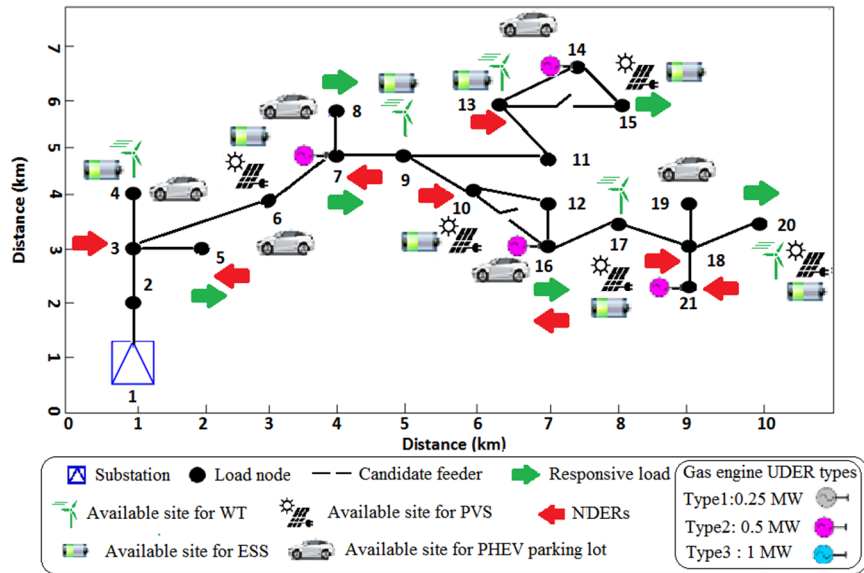 7
6
5
4
3
2
1
0
Distance (km)
14
13
15
8
11
7
9
4
6
10
12
19
20
3
5
16
17
18
2
21
1
0 1 2 3 4 5 6 7 8 9 10
Distance (km)
Substation Load node Candidate feeder Responsive load
Available site for WT Available site for PVS NDERs
Available site for ESS Available site for PHEV parking lot
Gas engine UDER types
Type1:0.25 MW
Type2: 0.5 MW
Type3 : 1 MW